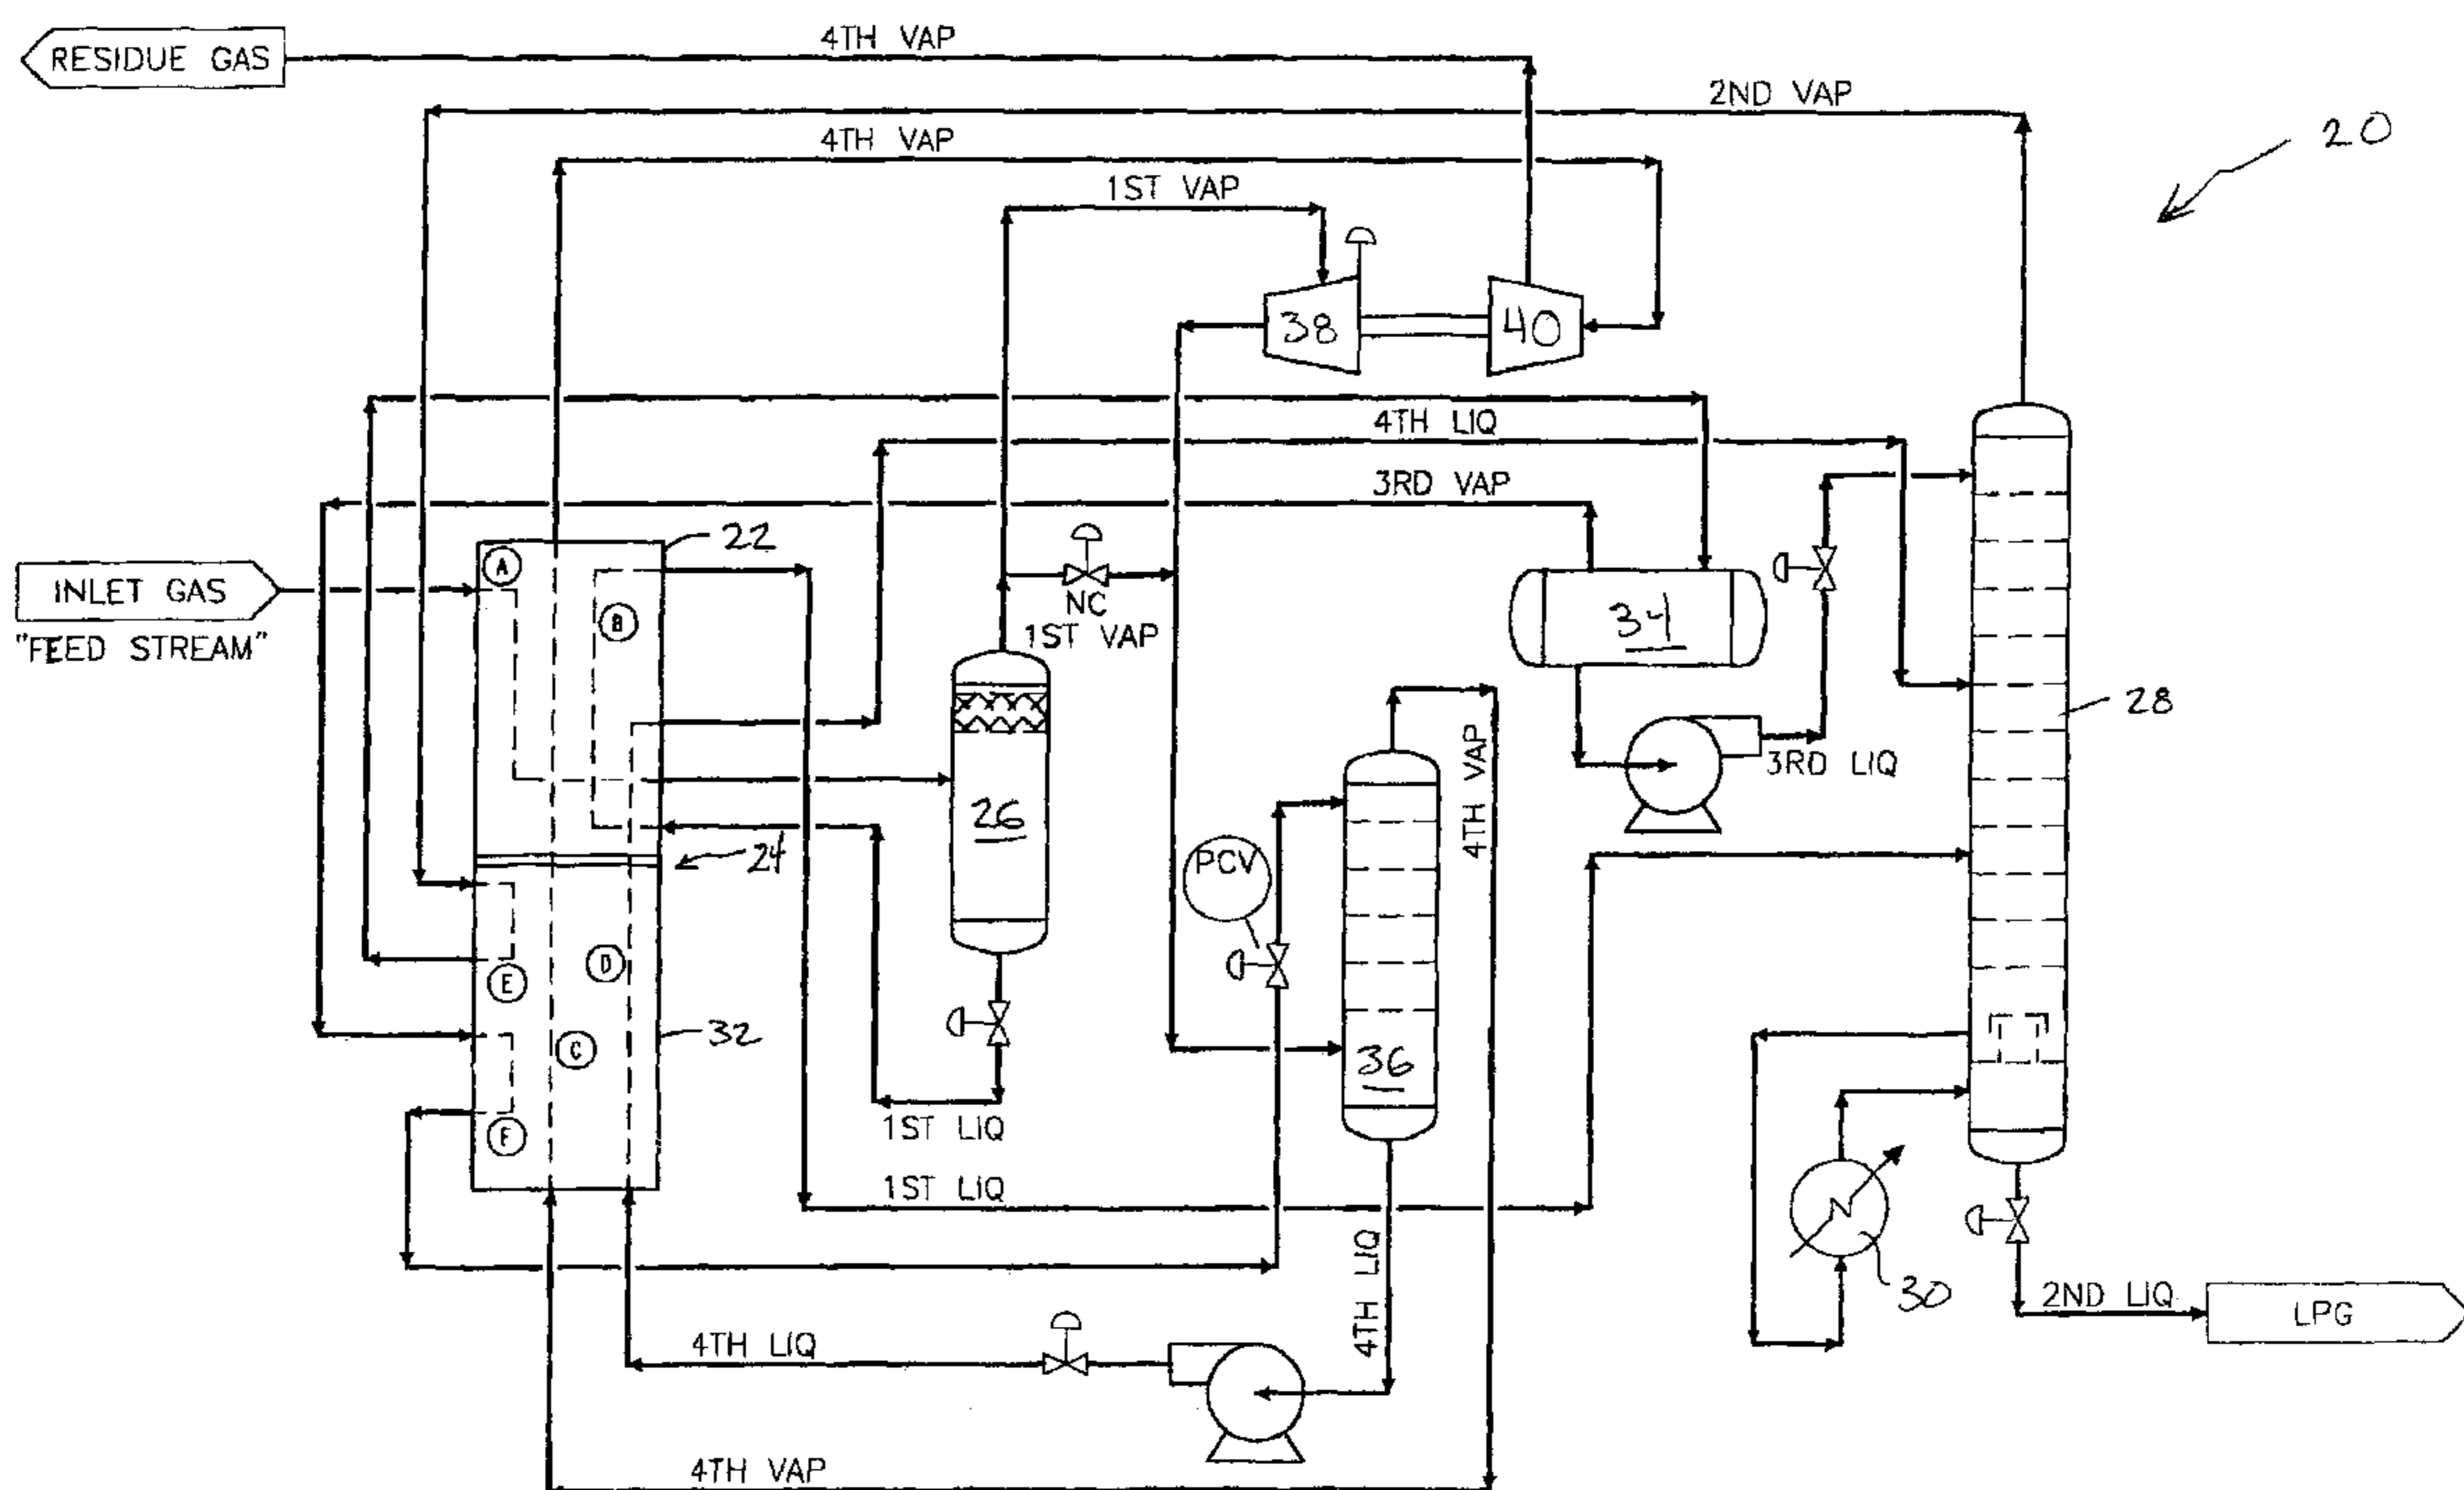 4TH VAP
RESIDUE GAS
2ND VAP
20
4TH VAP
1ST VAP
38
40
4TH LIQ
3RD VAP
22
A
INLET GAS
"FEED STREAM"
B
NC
1ST VAP
34
28
3RD LIQ
4TH VAP
26
24
PCV
E
D
C
32
36
F
1ST LIQ
1ST LIQ
4TH LIQ
N
30
2ND LIQ
LPG
4TH LIQ
4TH VAP